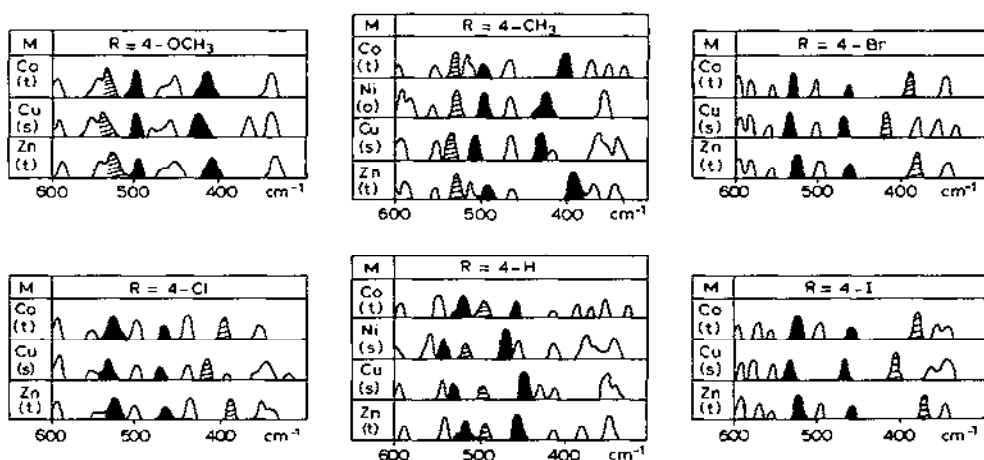 M R = 4-OCH₃
Co
(t)
Cu
(s)
Zn
(t)
600 500 400 cm⁻¹
M R = 4-CH₃
Co
(t)
Ni
(o)
Cu
(s)
Zn
(t)
600 500 400 cm⁻¹
M R = 4-Br
Co
(t)
Cu
(s)
Zn
(t)
600 500 400 cm⁻¹
M R = 4-Cl
Co
(t)
Cu
(s)
Zn
(t)
600 500 400 cm⁻¹
M R = 4-H
Co
(t)
Ni
(s)
Cu
(s)
Zn
(t)
600 500 400 cm⁻¹
M R = 4-I
Co
(t)
Cu
(s)
Zn
(t)
600 500 400 cm⁻¹